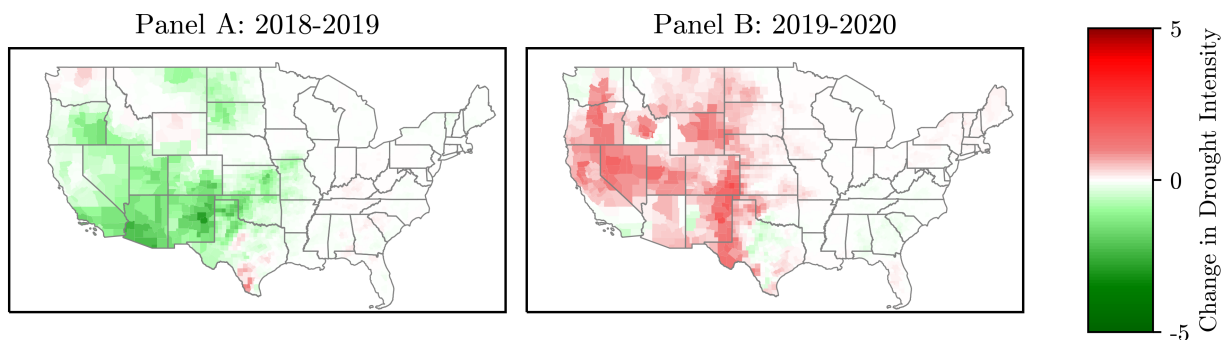 Panel A: 2018-2019
Panel B: 2019-2020
5
0
-5
Change in Drought Intensity